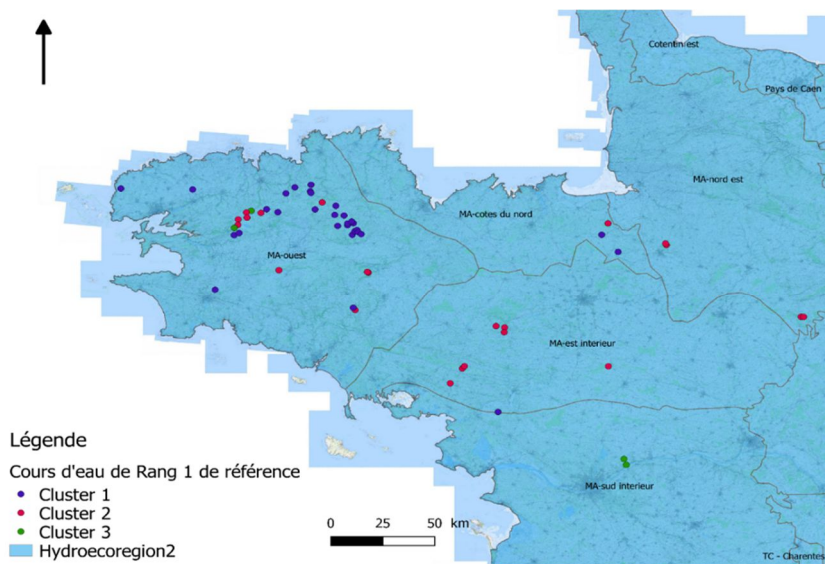 Cotentin est
Pays de Caen
MA-nord est
MA-cotes du nord
MA-ouest
MA-est interieur
MA-sud interieur
TC - Charentes
Légende
Cours d'eau de Rang 1 de référence
Cluster 1
Cluster 2
Cluster 3
Hydroecoregion2
0 25 50 km